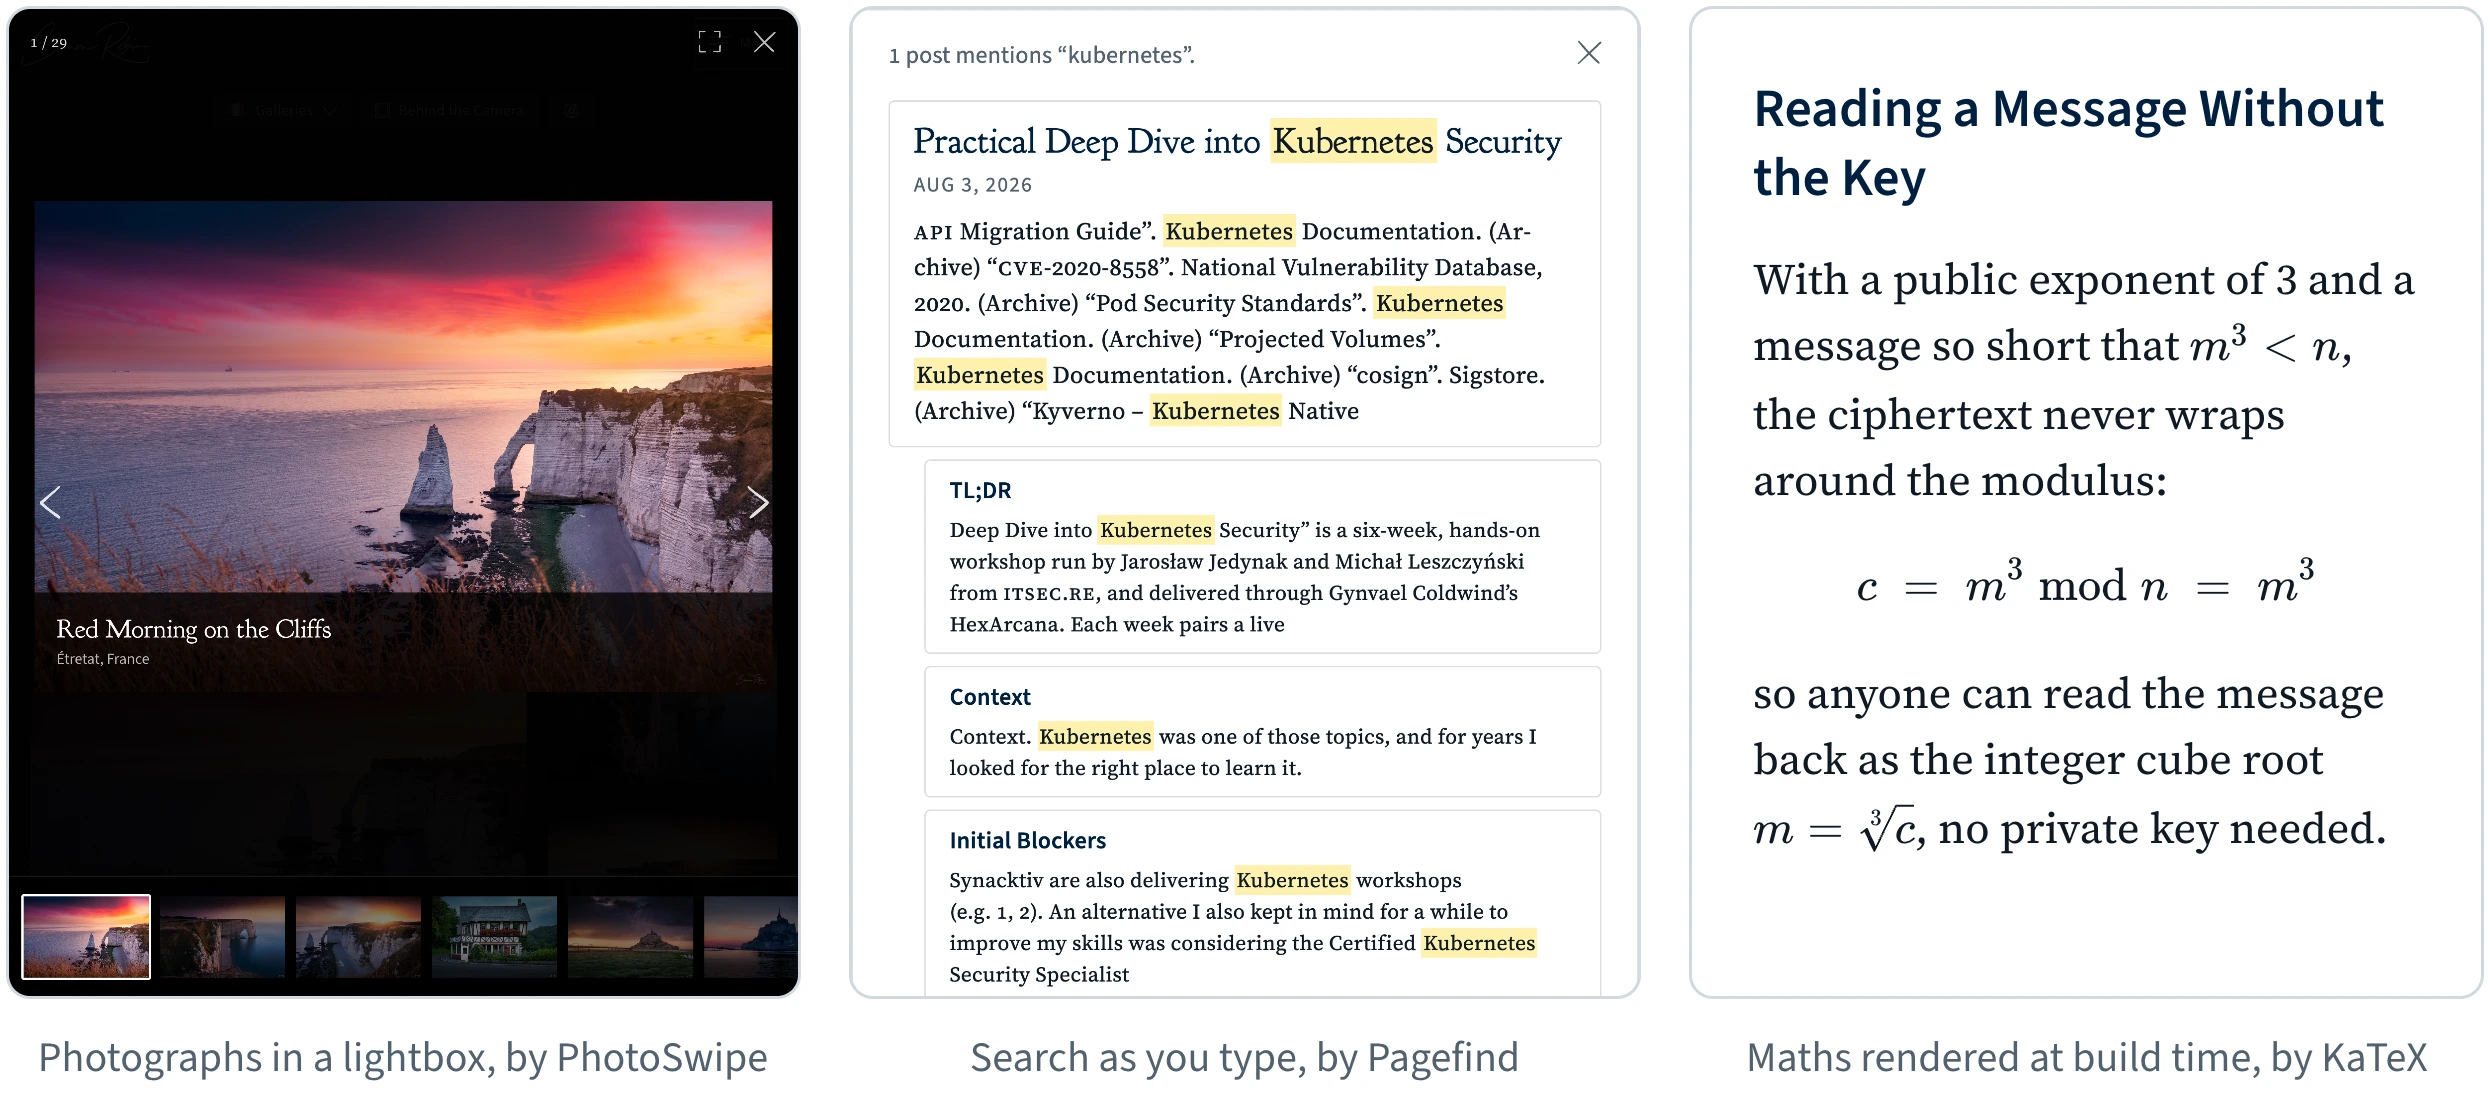 1 / 29
Galleries
Behind the Camera
Red Morning on the Cliffs
Étretat, France
Photographs in a lightbox, by PhotoSwipe
1 post mentions “kubernetes”.
Practical Deep Dive into Kubernetes Security
AUG 3, 2026
API Migration Guide”. Kubernetes Documentation. (Ar-
chive) “CVE-2020-8558”. National Vulnerability Database,
2020. (Archive) “Pod Security Standards”. Kubernetes
Documentation. (Archive) “Projected Volumes”.
Kubernetes Documentation. (Archive) “cosign”. Sigstore.
(Archive) “Kyverno – Kubernetes Native
TL;DR
Deep Dive into Kubernetes Security” is a six-week, hands-on
workshop run by Jarosław Jedynak and Michał Leszczyński
from ITSEC.RE, and delivered through Gynvael Coldwind’s
HexArcana. Each week pairs a live
Context
Context. Kubernetes was one of those topics, and for years I
looked for the right place to learn it.
Initial Blockers
Synacktiv are also delivering Kubernetes workshops
(e.g. 1, 2). An alternative I also kept in mind for a while to
improve my skills was considering the Certified Kubernetes
Security Specialist
Search as you type, by Pagefind
Reading a Message Without
the Key
With a public exponent of 3 and a
message so short that m³ < n,
the ciphertext never wraps
around the modulus:
c = m³ mod n = m³
so anyone can read the message
back as the integer cube root
m = ∛c, no private key needed.
Maths rendered at build time, by KaTeX